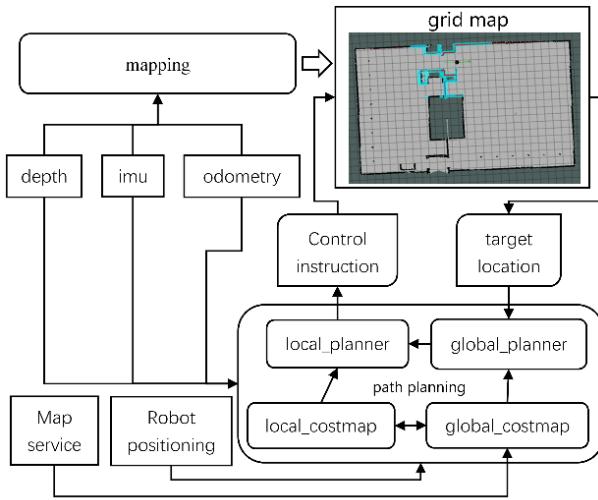 grid map
mapping
depth
imu
odometry
Control
instruction
target
location
local_planner
global_planner
path planning
local_costmap
global_costmap
Map
service
Robot
positioning